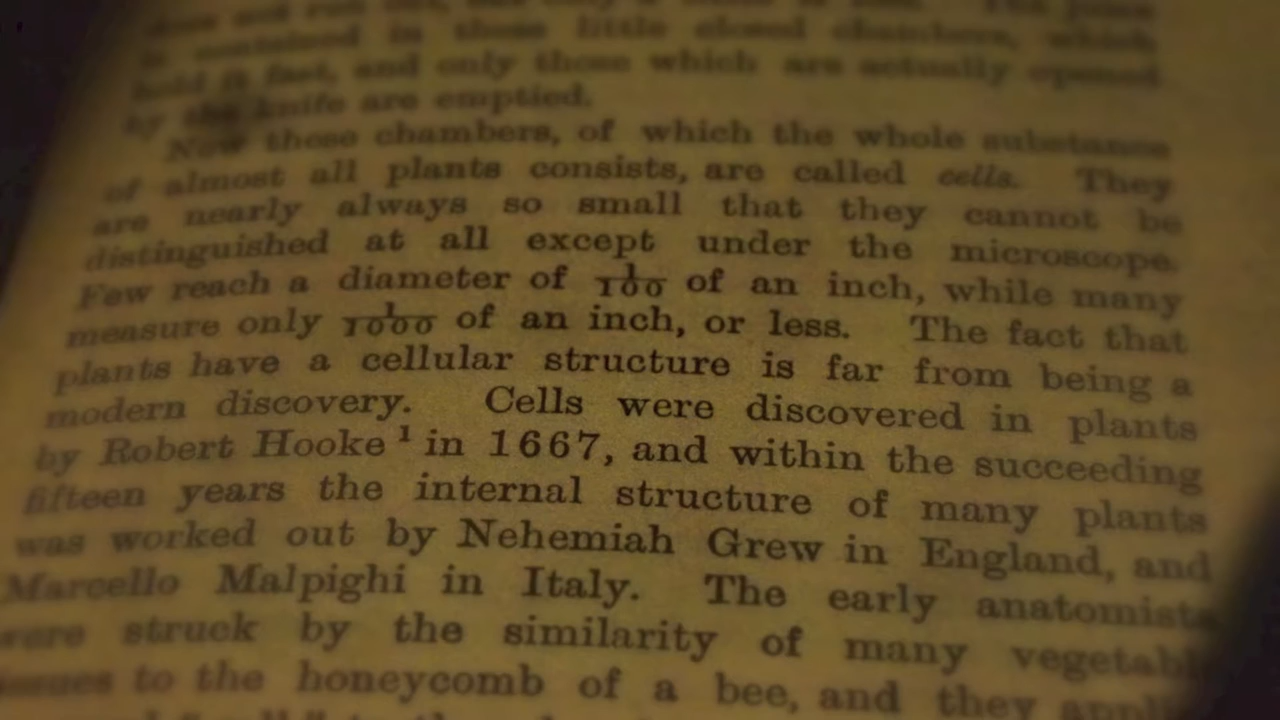 is contained in these little closed chambers, which
hold it fast, and only those which are actually opened
by the knife are emptied.
Now these chambers, of which the whole substance
of almost all plants consists, are called cells. They
are nearly always so small that they cannot be
distinguished at all except under the microscope.
Few reach a diameter of 1/100 of an inch, while many
measure only 1/1000 of an inch, or less. The fact that
plants have a cellular structure is far from being a
modern discovery. Cells were discovered in plants
by Robert Hooke ¹ in 1667, and within the succeeding
fifteen years the internal structure of many plants
was worked out by Nehemiah Grew in England, and
Marcello Malpighi in Italy. The early anatomists
were struck by the similarity of many
to the honeycomb of a bee, and they